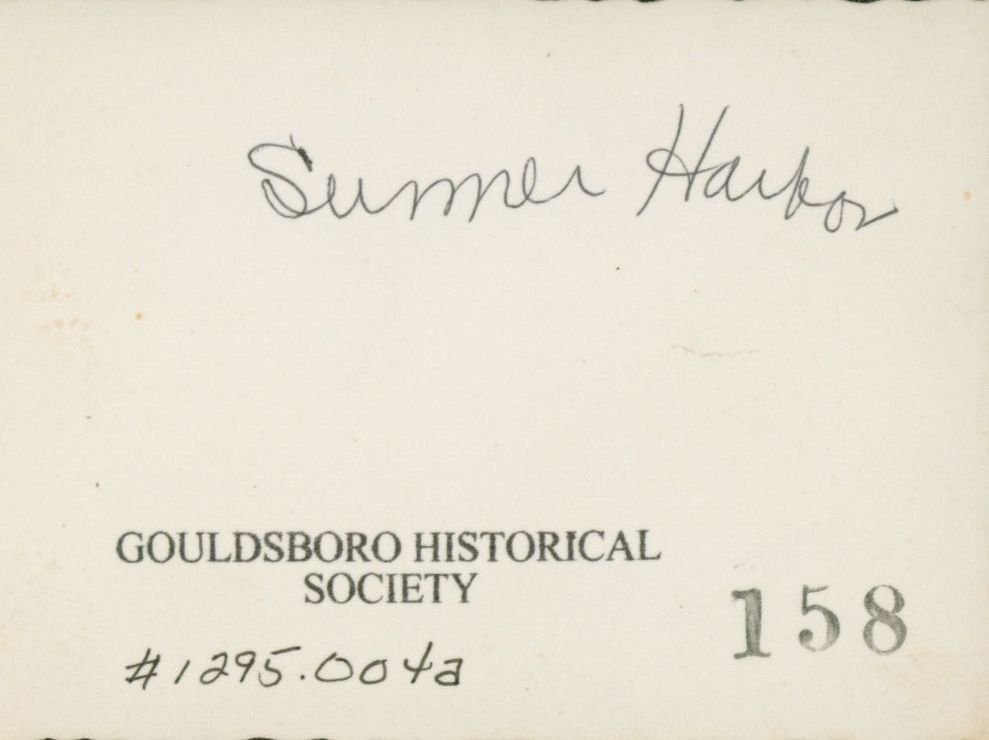 Sumner Harbor
GOULDSBORO HISTORICAL
SOCIETY
158
#1295.004a